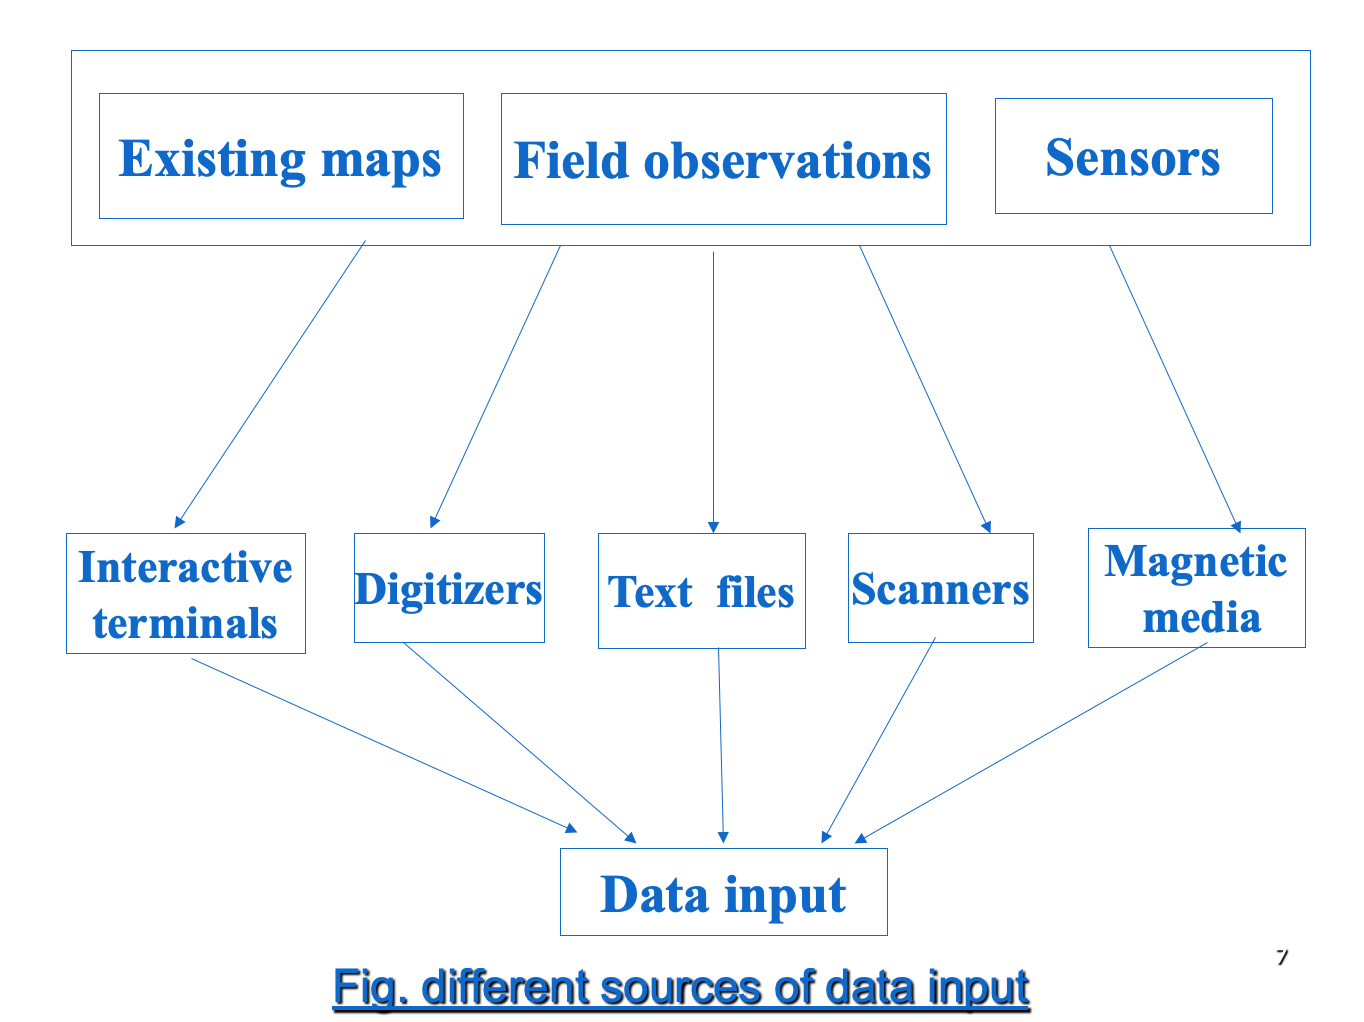 Existing maps
Field observations
Sensors
Interactive
terminals
Digitizers
Text files
Scanners
Magnetic
media
Data input
7
Fig. different sources of data input